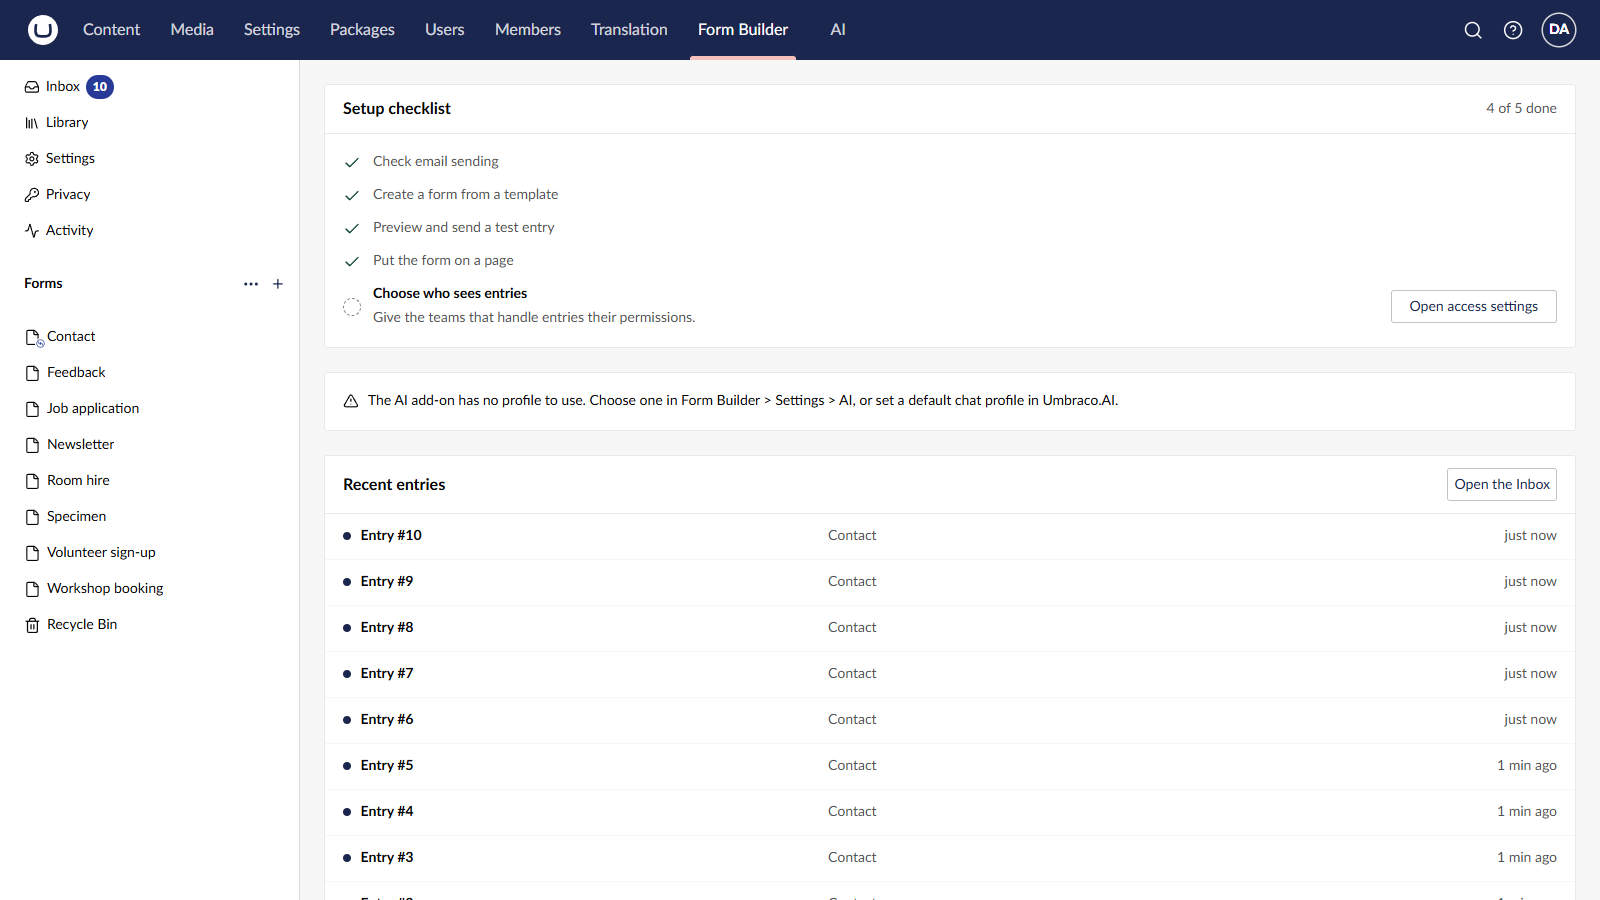 Content Media Settings Packages Users Members Translation Form Builder AI DA
Inbox 10
Library
Settings
Privacy
Activity
Forms
Contact
Feedback
Job application
Newsletter
Room hire
Specimen
Volunteer sign-up
Workshop booking
Recycle Bin
Setup checklist 4 of 5 done
Check email sending
Create a form from a template
Preview and send a test entry
Put the form on a page
Choose who sees entries
Give the teams that handle entries their permissions.
Open access settings
The AI add-on has no profile to use. Choose one in Form Builder > Settings > AI, or set a default chat profile in Umbraco.AI.
Recent entries Open the Inbox
Entry #10 Contact just now
Entry #9 Contact just now
Entry #8 Contact just now
Entry #7 Contact just now
Entry #6 Contact just now
Entry #5 Contact 1 min ago
Entry #4 Contact 1 min ago
Entry #3 Contact 1 min ago